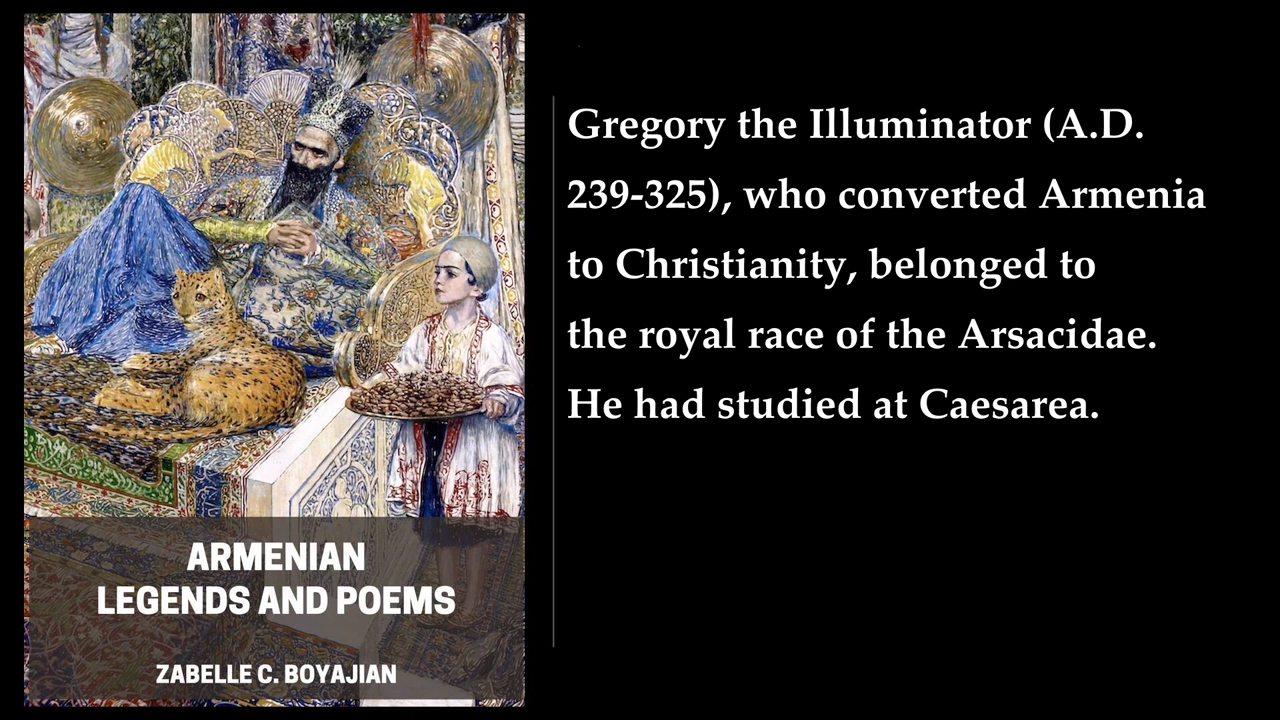 Gregory the Illuminator (A.D.
239-325), who converted Armenia
to Christianity, belonged to
the royal race of the Arsacidae.
He had studied at Caesarea.
ARMENIAN
LEGENDS AND POEMS
ZABELLE C. BOYAJIAN